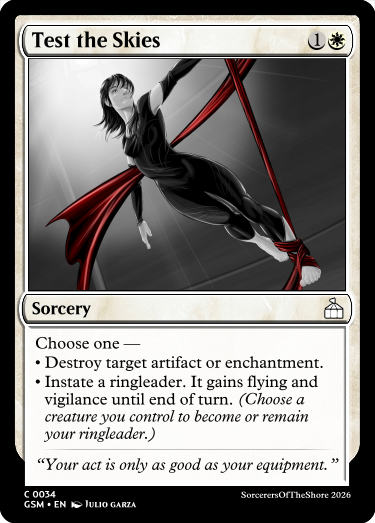 Test the Skies 1
Sorcery
Choose one —
• Destroy target artifact or enchantment.
• Instate a ringleader. It gains flying and
vigilance until end of turn. (Choose a
creature you control to become or remain
your ringleader.)
“Your act is only as good as your equipment.”
C 0034
GSM • EN Julio Garza
SorcerersOfTheShore 2026